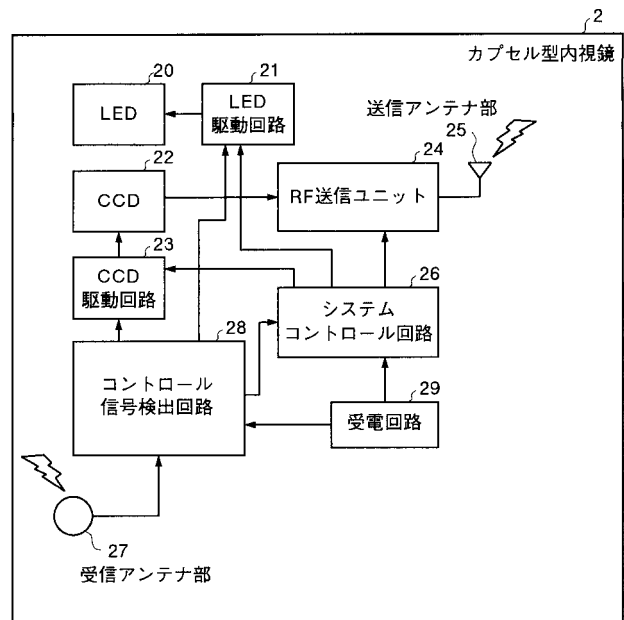 2
カプセル型内視鏡
20
LED
21
LED
駆動回路
送信アンテナ部
25
22
CCD
24
RF送信ユニット
23
CCD
駆動回路
26
システム
コントロール回路
28
コントロール
信号検出回路
29
受電回路
27
受信アンテナ部